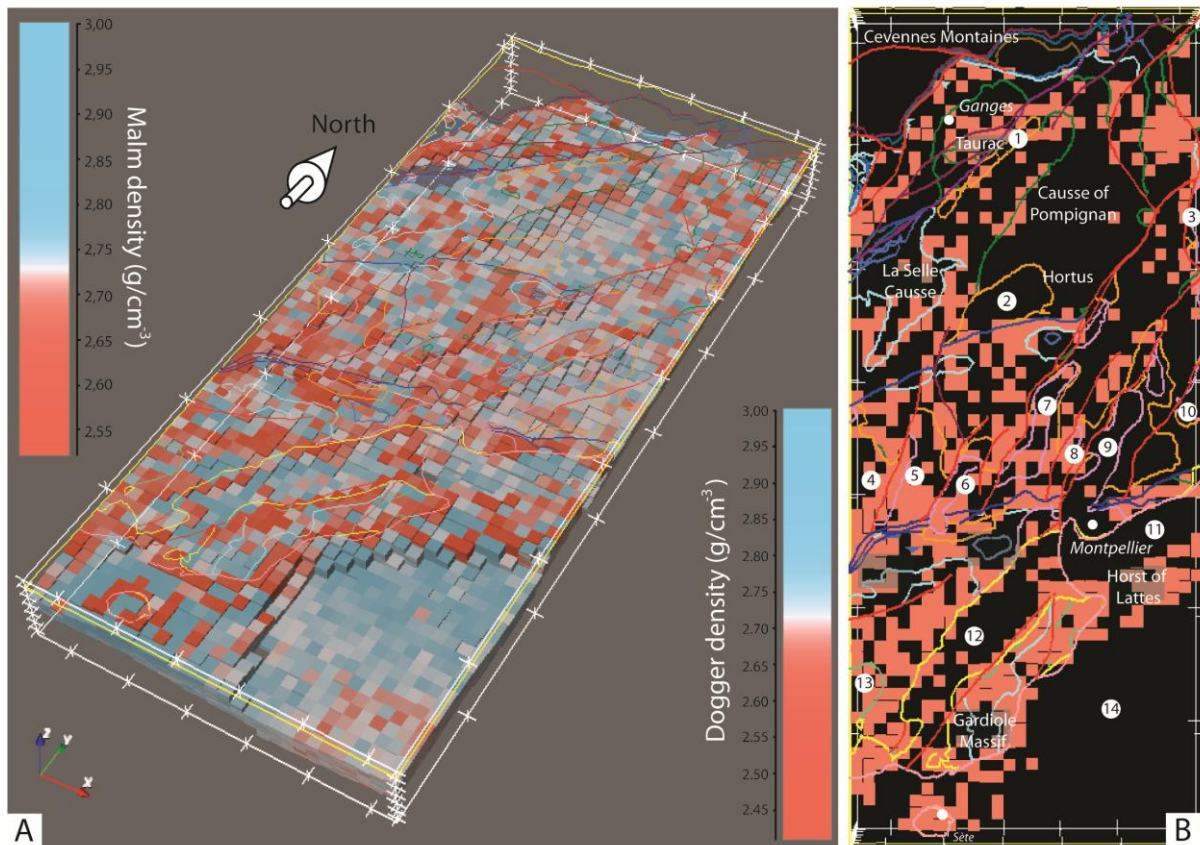 3,00
2,95
2,90
2,85
2,80
2,75
2,70
2,65
2,60
2,55
Malm density (g/cm⁻³)
North
3,00
2.95
2.90
2.85
2.80
2.75
2.70
2.65
2.60
2.55
2.50
2.45
Dogger density (g/cm⁻³)
Z
Y
X
A
Cevennes Montaines
Ganges
Taurac
1
Causse of
Pompignan
3
La Selle
Causse
Hortus
2
7
10
9
8
4
5
6
11
Montpellier
Horst of
Lattes
12
13
14
Gardiole
Massif
Sète
B